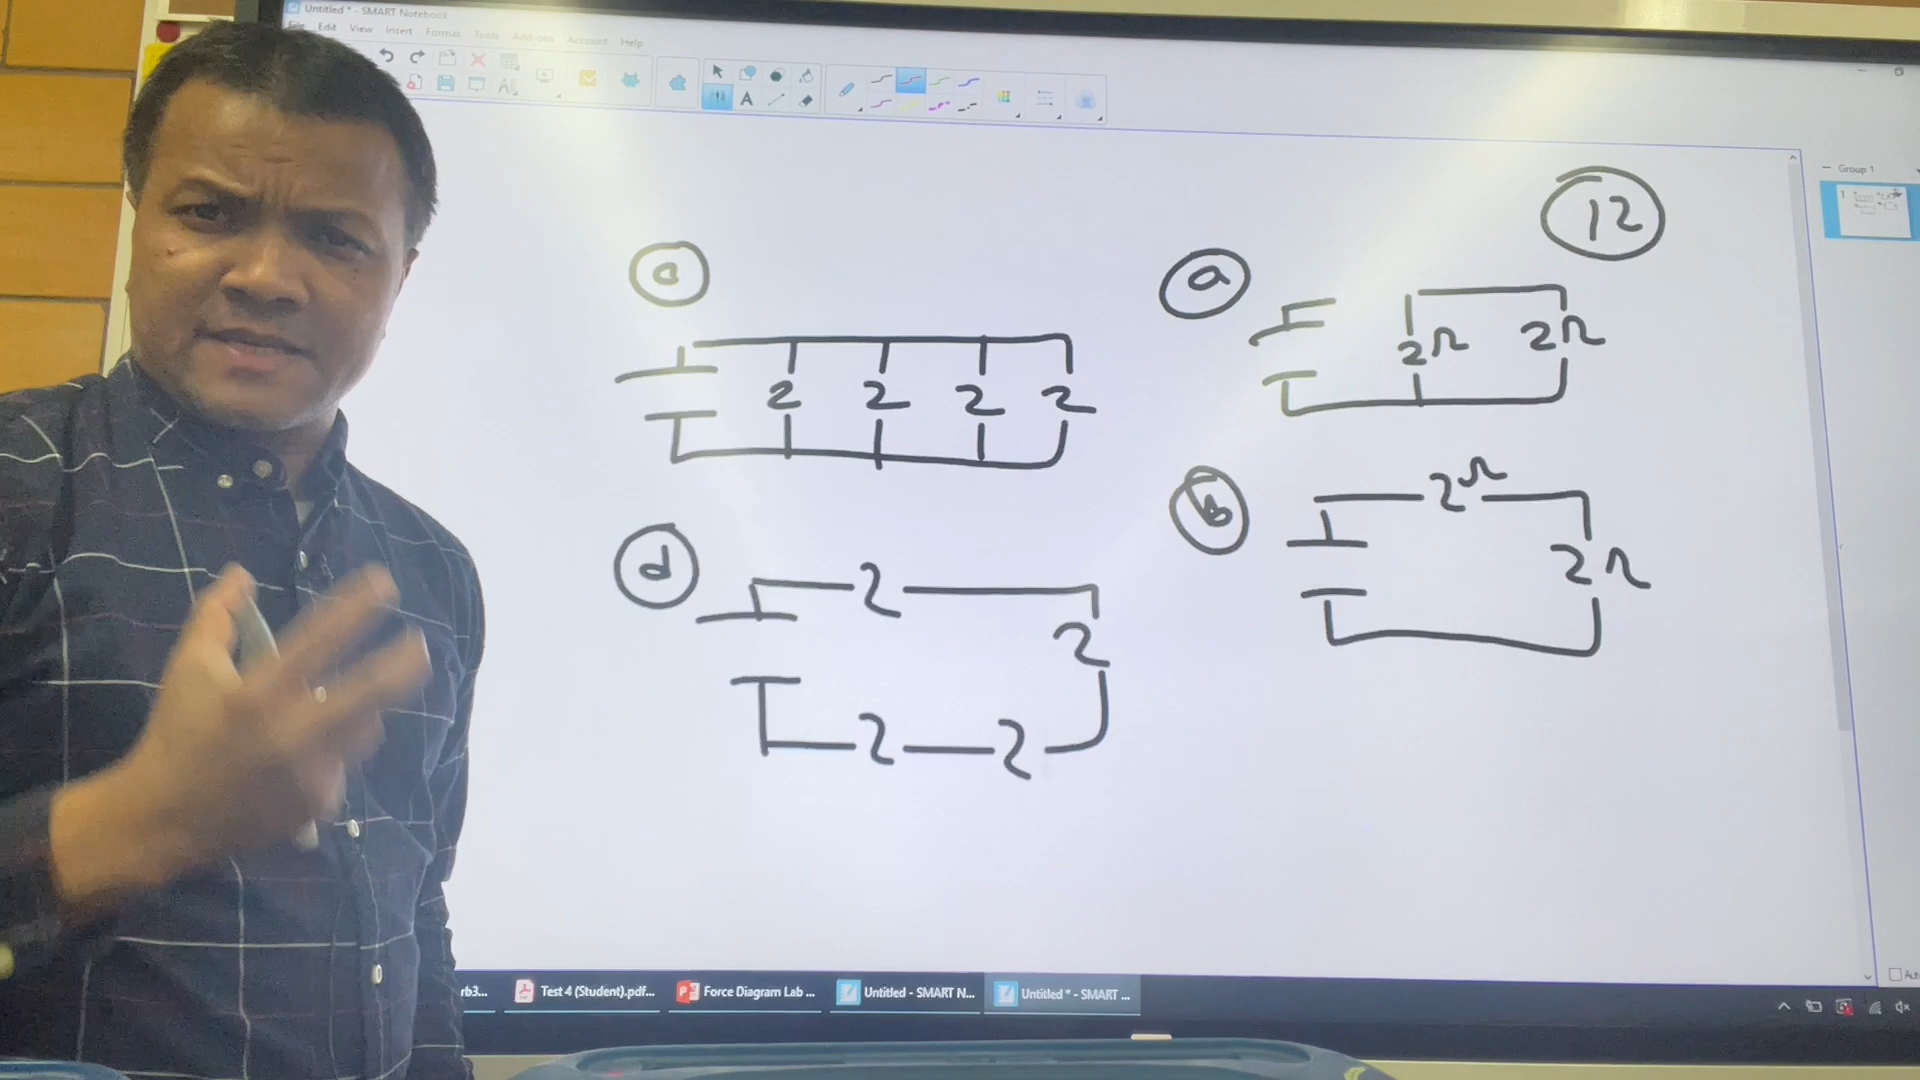 Untitled * - SMART Notebook
File Edit View Insert Format Tools Add-ons Account Help
Group 1
1
12
a
2Ω 2Ω
2 2 2 2
b
2Ω
2Ω
d
2
2
2 2
rb3... Test 4 (Student).pdf... Force Diagram Lab ... Untitled - SMART N... Untitled * - SMART ...